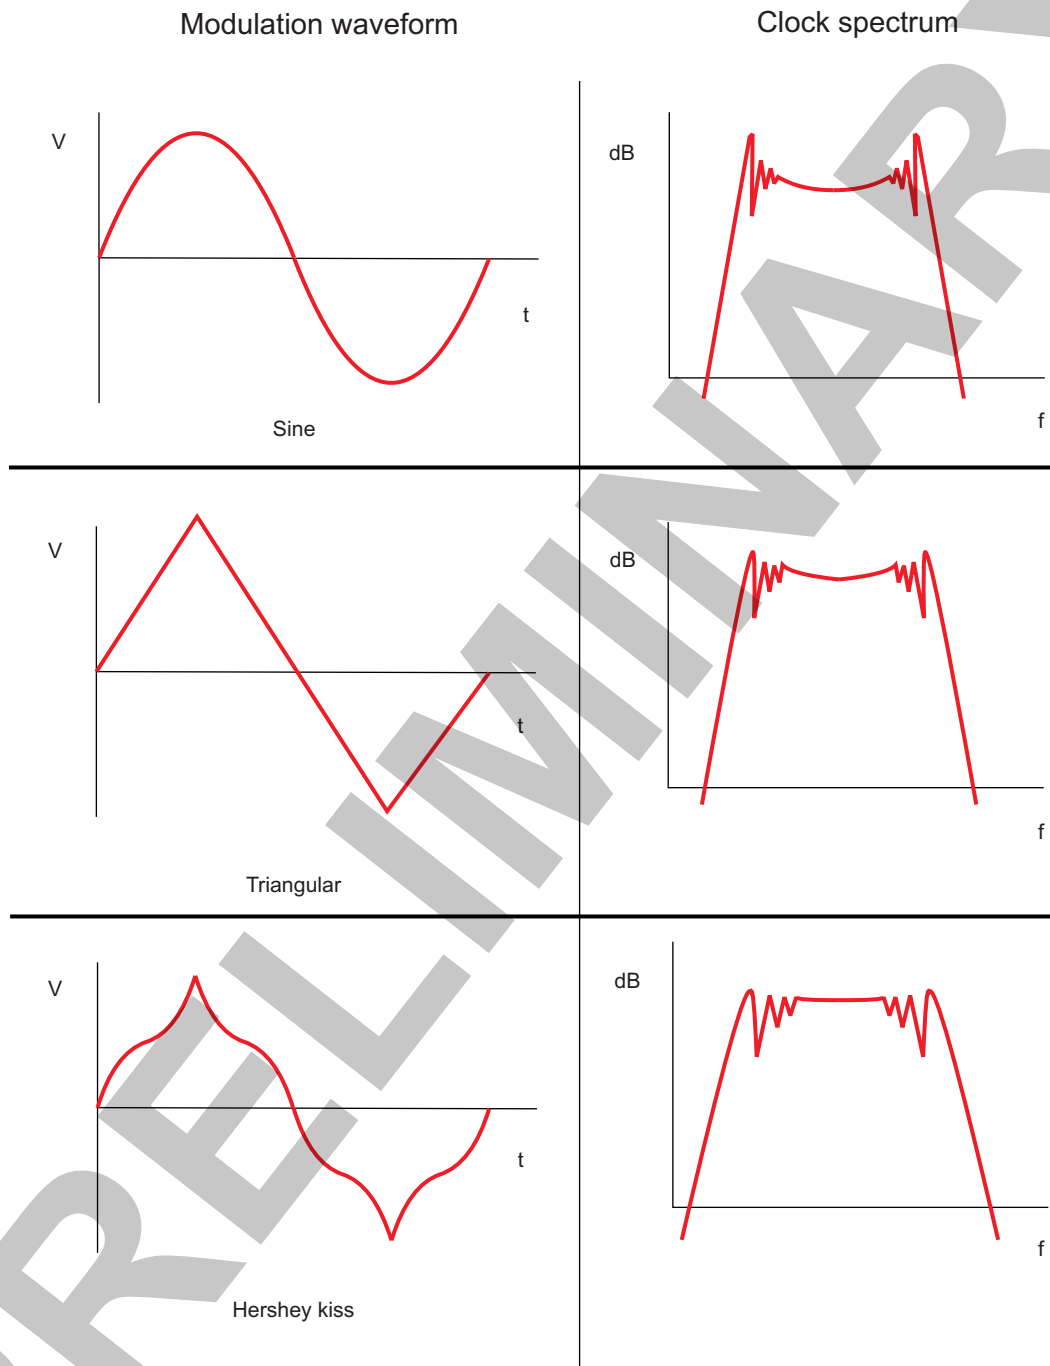 Modulation waveform
Clock spectrum
V
dB
t
f
Sine
V
dB
t
f
Triangular
V
dB
t
f
Hershey kiss
PRELIMINARY